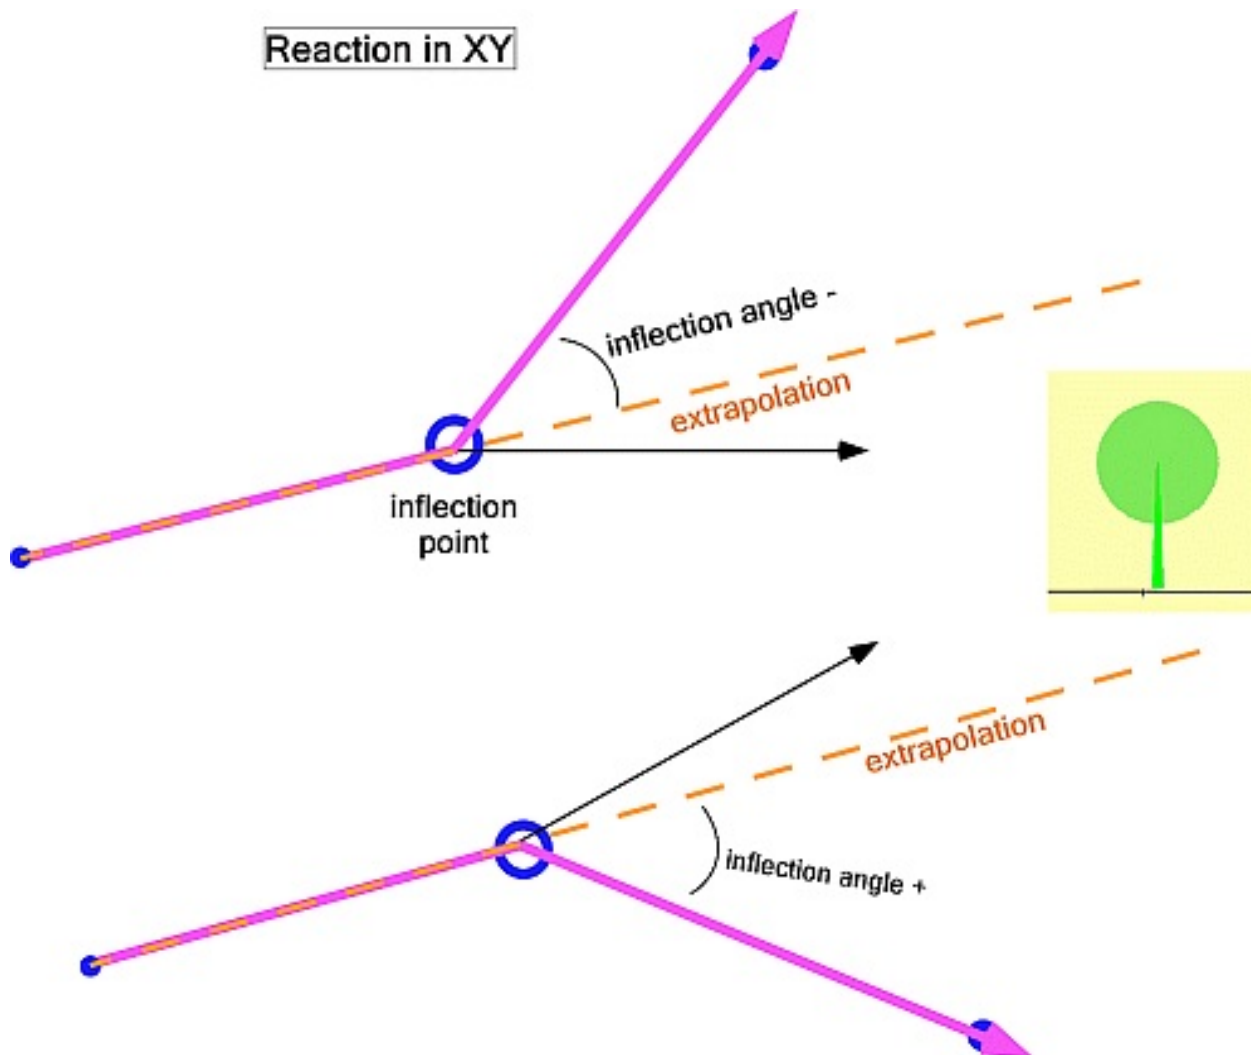 Reaction in XY
inflection angle -
extrapolation
inflection
point
extrapolation
inflection angle +